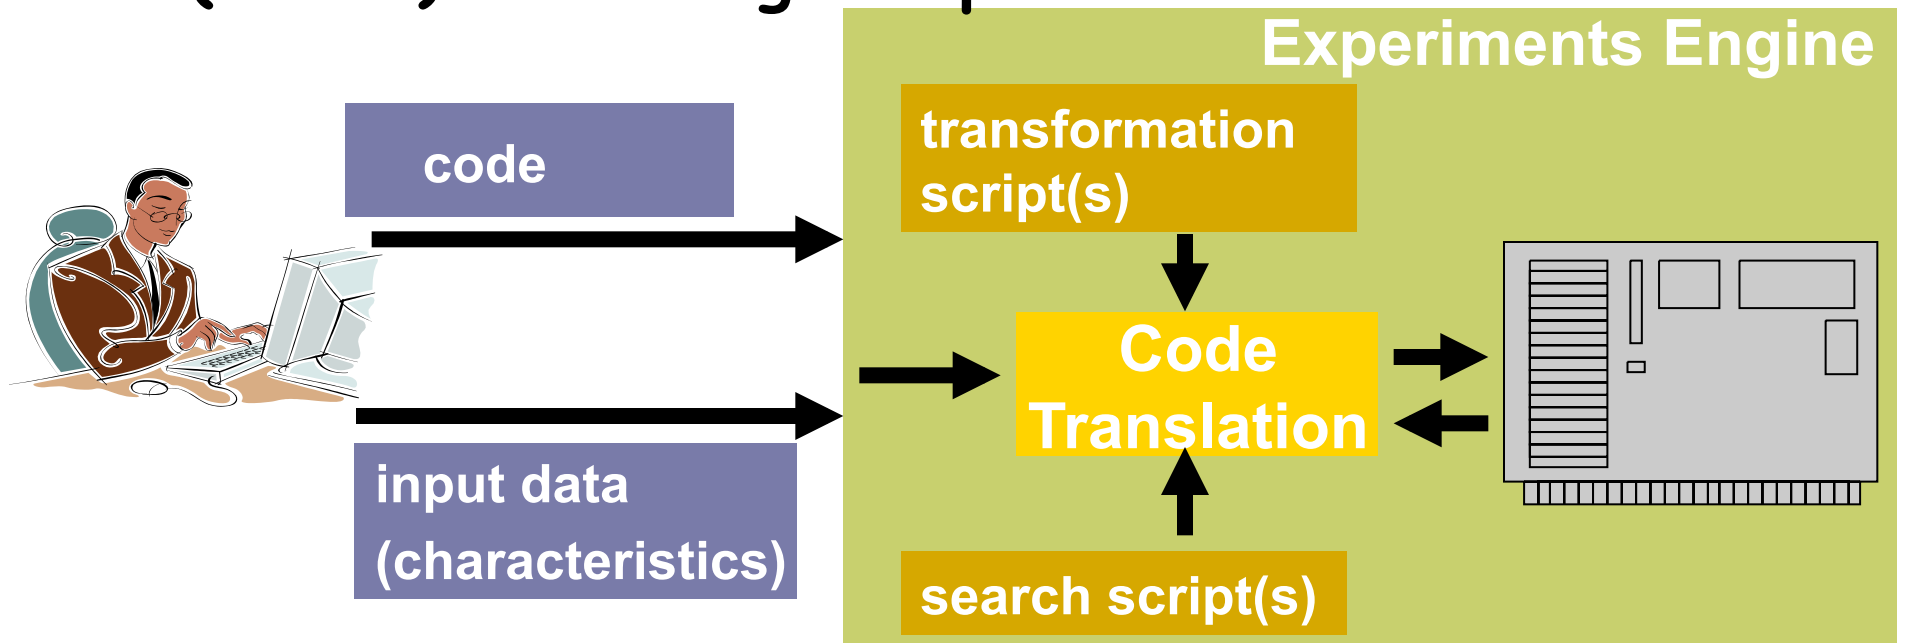 Experiments Engine
code
transformation
script(s)
Code
Translation
input data
(characteristics)
search script(s)